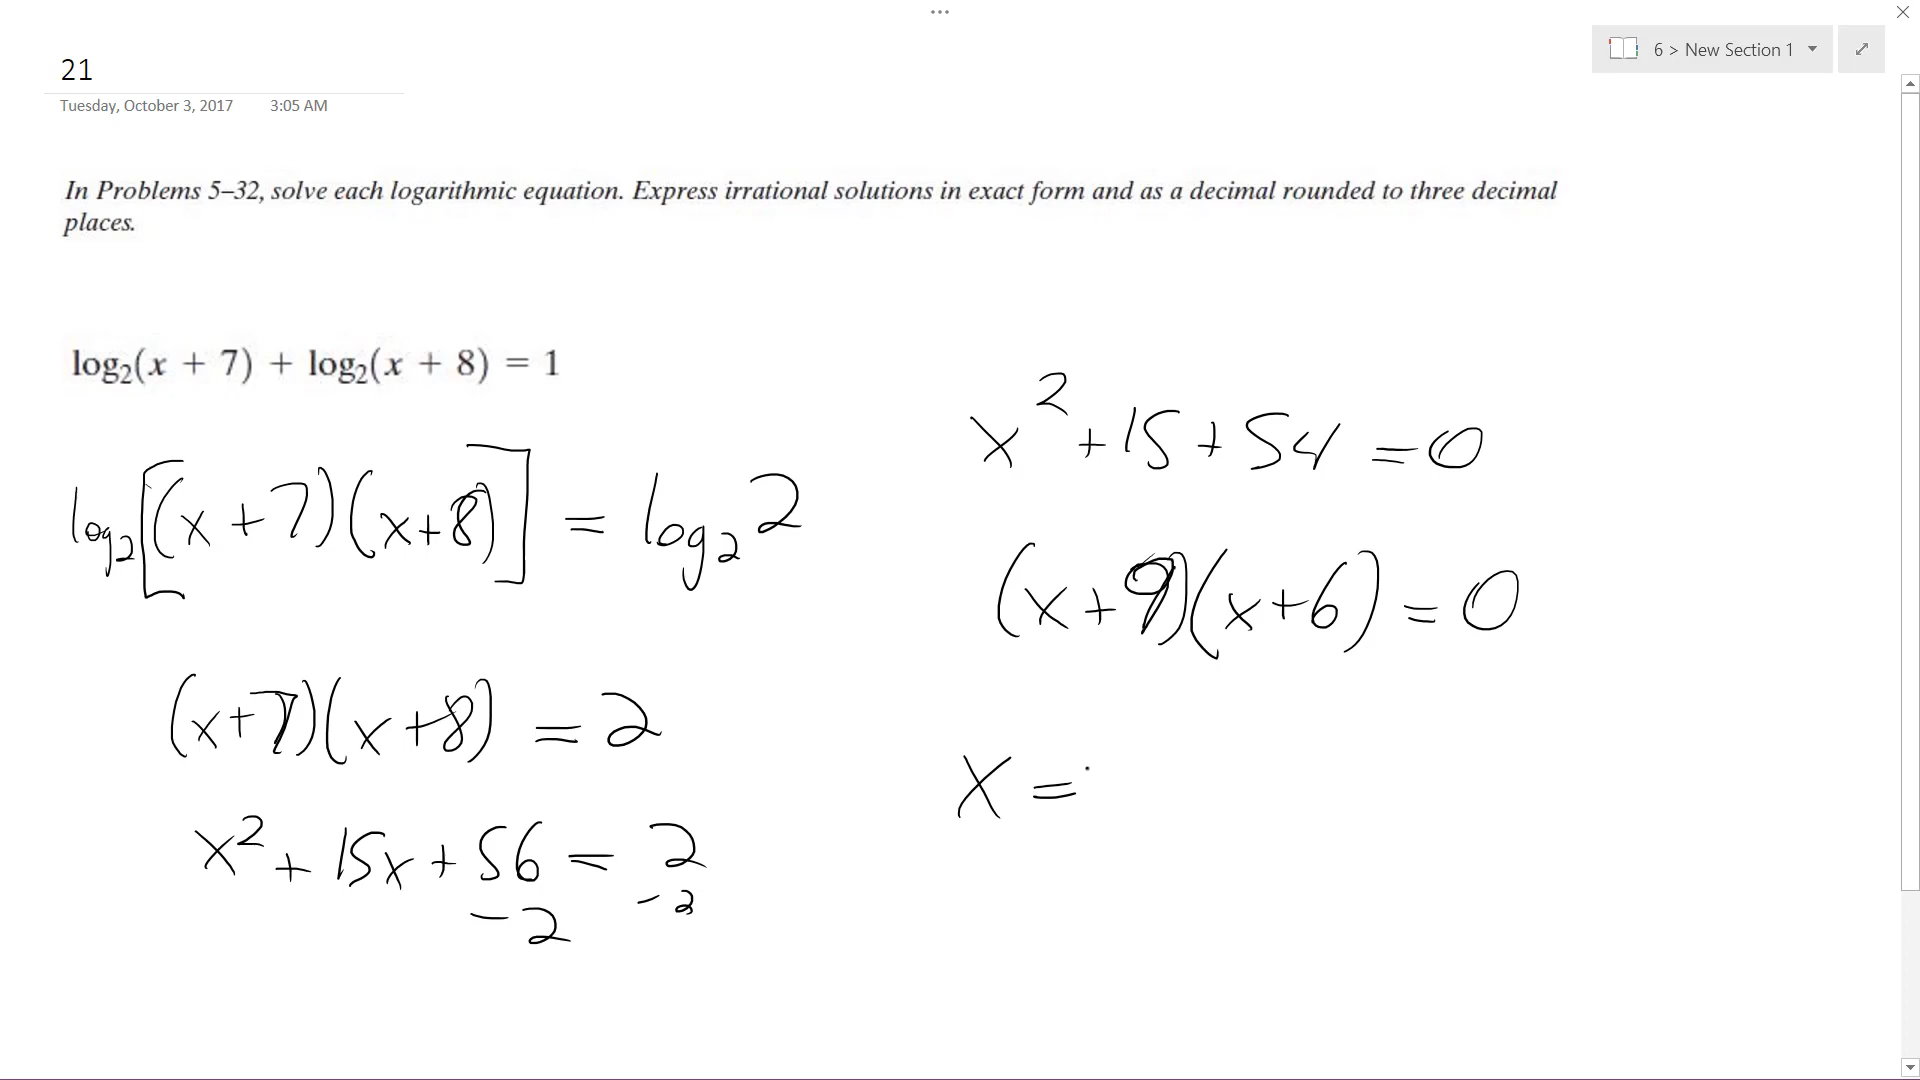 21
Tuesday, October 3, 2017 3:05 AM
6 > New Section 1
In Problems 5–32, solve each logarithmic equation. Express irrational solutions in exact form and as a decimal rounded to three decimal
places.
log₂(x + 7) + log₂(x + 8) = 1
log₂[(x+7)(x+8)] = log₂2
(x+7)(x+8) = 2
x² + 15x + 56 = 2
-2 -2
x² + 15 + 54 = 0
(x+9)(x+6) = 0
x =